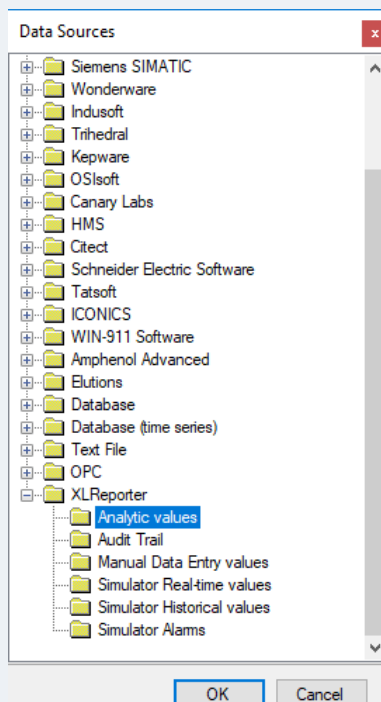 Data Sources
x
Siemens SIMATIC
Wonderware
Indusoft
Trihedral
Kepware
OSIsoft
Canary Labs
HMS
Citect
Schneider Electric Software
Tatsoft
ICONICS
WIN-911 Software
Amphenol Advanced
Elutions
Database
Database (time series)
Text File
OPC
XLReporter
Analytic values
Audit Trail
Manual Data Entry values
Simulator Real-time values
Simulator Historical values
Simulator Alarms
OK Cancel